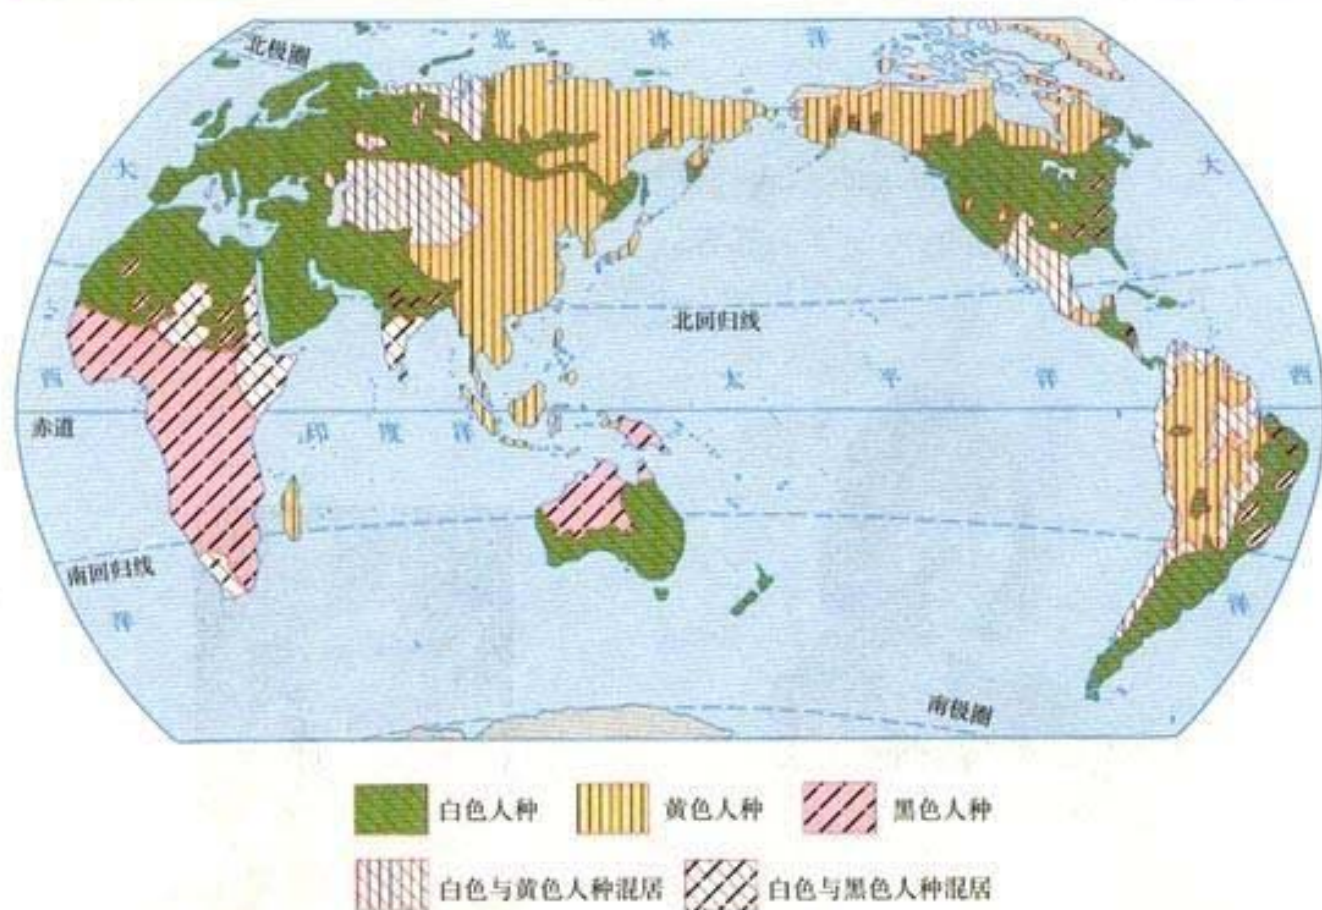 北极圈
北 冰 洋
大
西
洋
大
西
洋
北回归线
太 平 洋
赤道
印 度 洋
南回归线
南极圈
白色人种
黄色人种
黑色人种
白色与黄色人种混居
白色与黑色人种混居